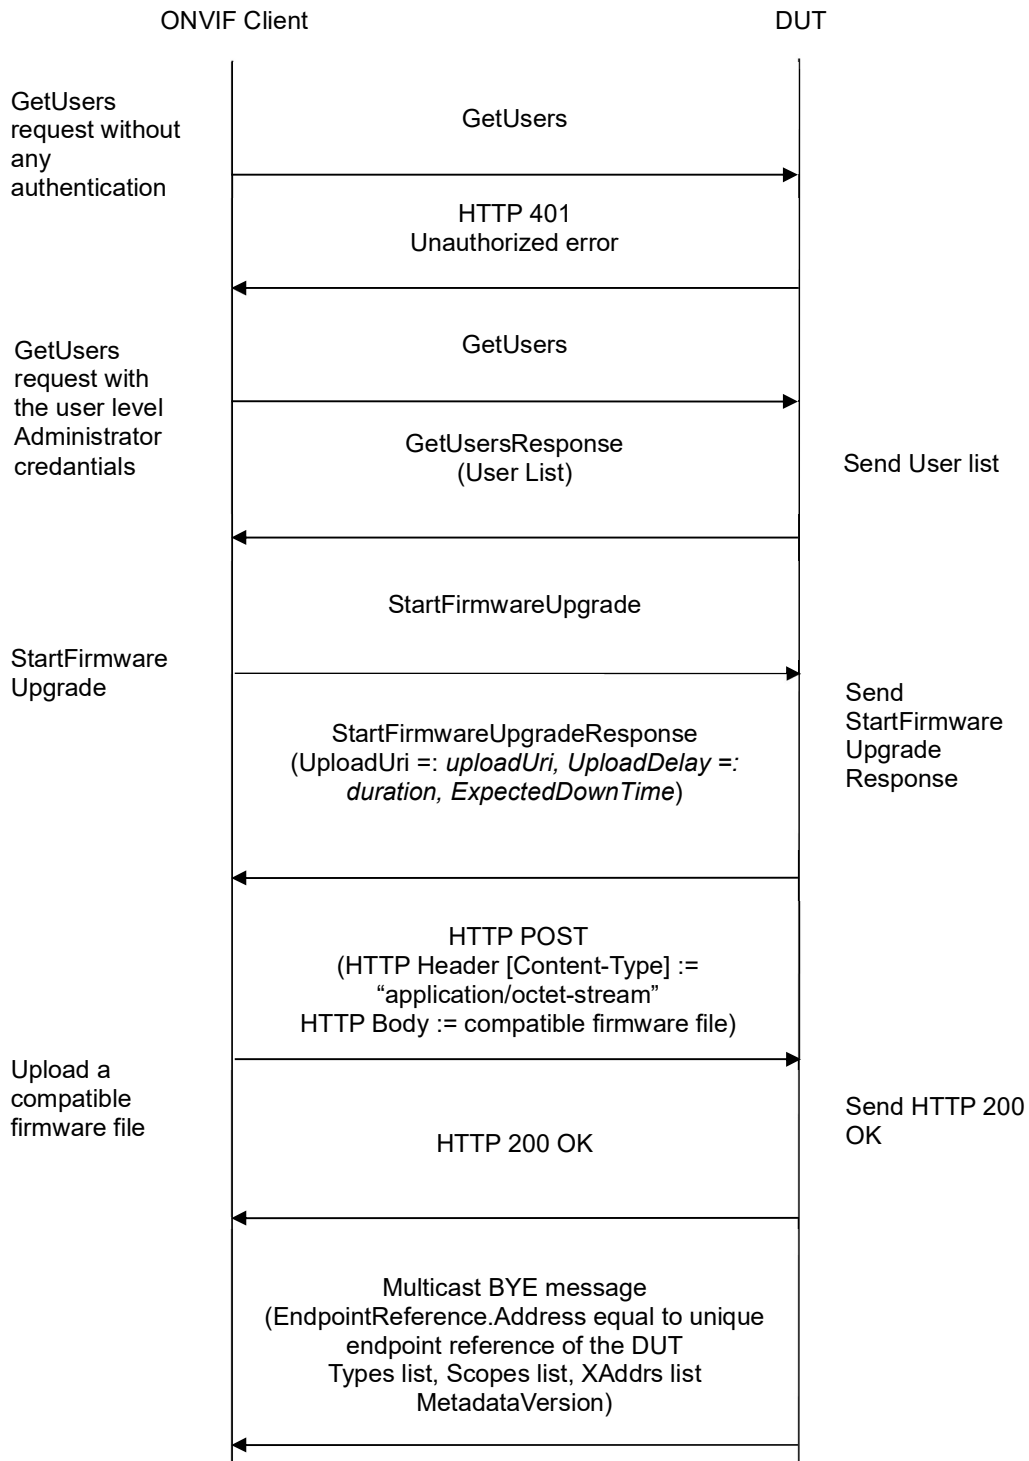 ONVIF Client
DUT
GetUsers
request without
any
authentication
GetUsers
HTTP 401
Unauthorized error
GetUsers
request with
the user level
Administrator
credantials
GetUsers
GetUsersResponse
(User List)
Send User list
StartFirmwareUpgrade
StartFirmware
Upgrade
Send
StartFirmware
Upgrade
Response
StartFirmwareUpgradeResponse
(UploadUri =: uploadUri, UploadDelay =:
duration, ExpectedDownTime)
HTTP POST
(HTTP Header [Content-Type] :=
“application/octet-stream”
HTTP Body := compatible firmware file)
Upload a
compatible
firmware file
Send HTTP 200
OK
HTTP 200 OK
Multicast BYE message
(EndpointReference.Address equal to unique
endpoint reference of the DUT
Types list, Scopes list, XAddrs list
MetadataVersion)